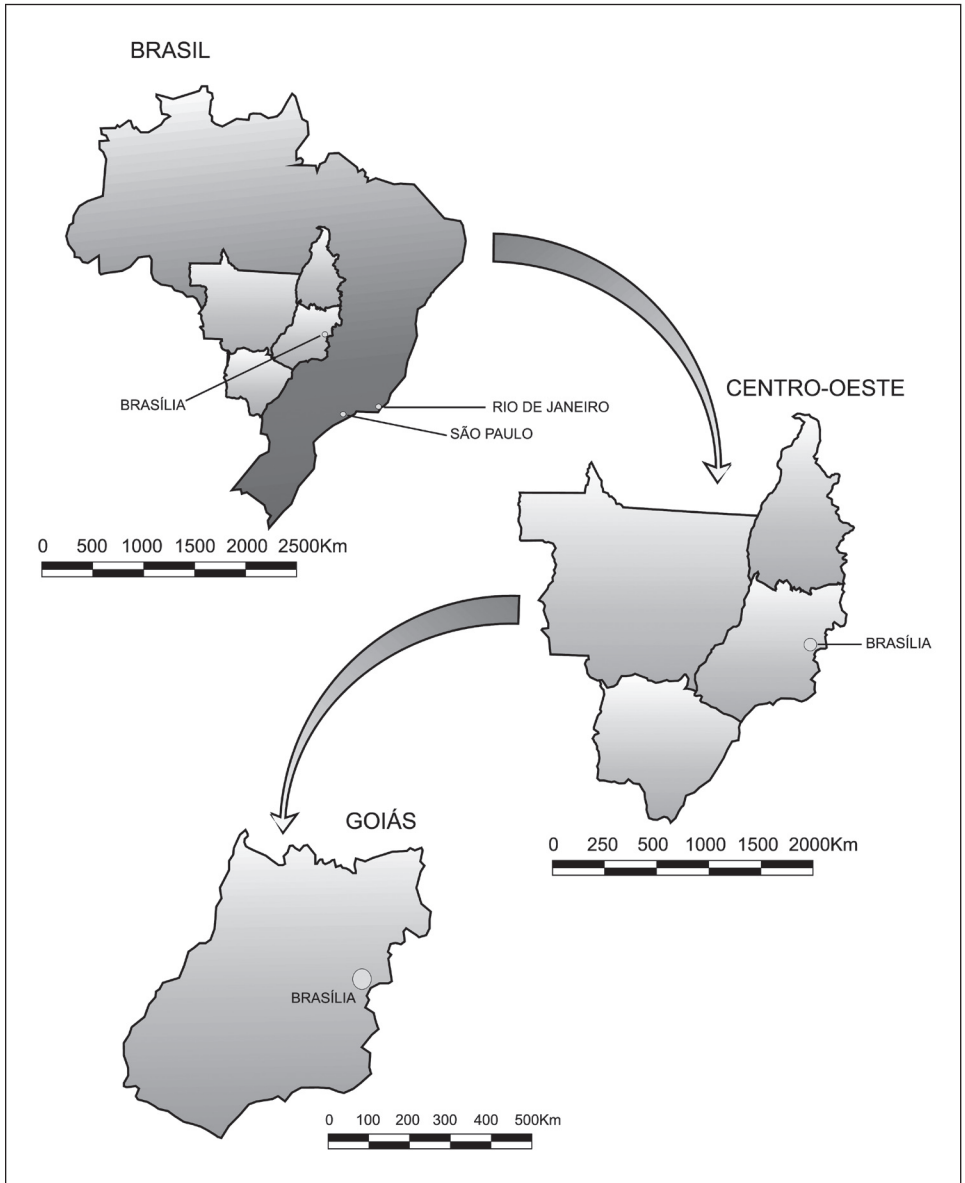 BRASIL
BRASÍLIA
RIO DE JANEIRO
SÃO PAULO
0 500 1000 1500 2000 2500Km
CENTRO-OESTE
BRASÍLIA
0 250 500 1000 1500 2000Km
GOIÁS
BRASÍLIA
0 100 200 300 400 500Km